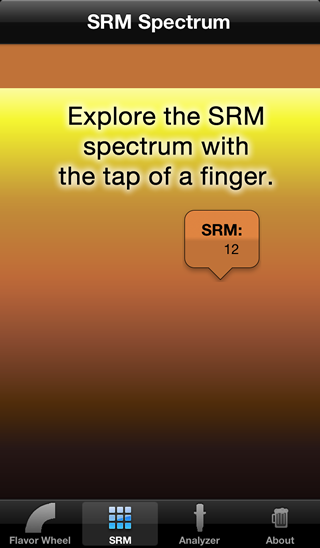 SRM Spectrum
Explore the SRM
spectrum with
the tap of a finger.
SRM:
12
Flavor Wheel
SRM
Analyzer
About